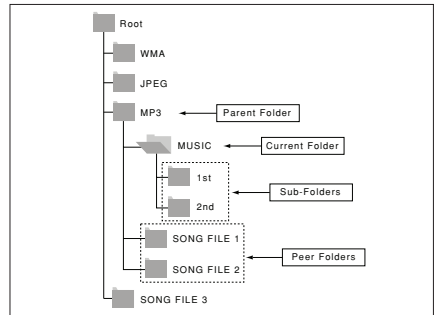 Root
WMA
JPEG
MP3
Parent Folder
MUSIC
Current Folder
1st
Sub-Folders
2nd
SONG FILE 1
Peer Folders
SONG FILE 2
SONG FILE 3